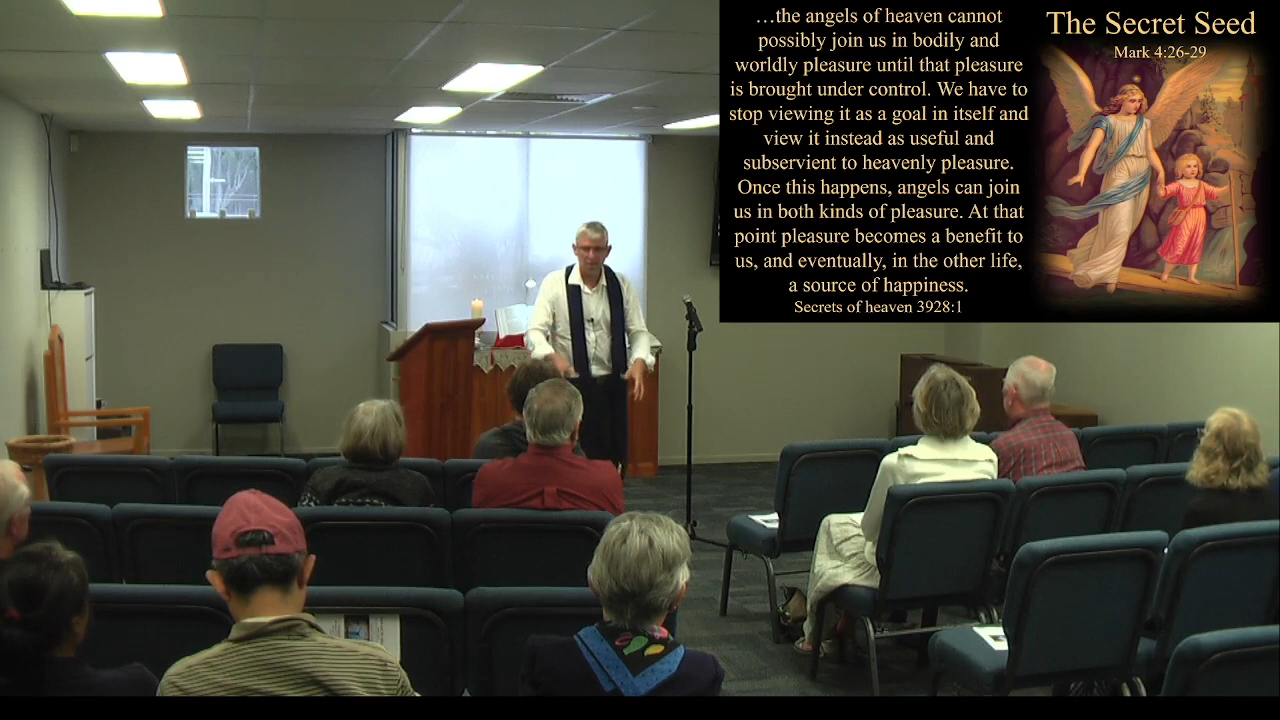 …the angels of heaven cannot
possibly join us in bodily and
worldly pleasure until that pleasure
is brought under control. We have to
stop viewing it as a goal in itself and
view it instead as useful and
subservient to heavenly pleasure.
Once this happens, angels can join
us in both kinds of pleasure. At that
point pleasure becomes a benefit to
us, and eventually, in the other life,
a source of happiness.
Secrets of heaven 3928:1
The Secret Seed
Mark 4:26-29